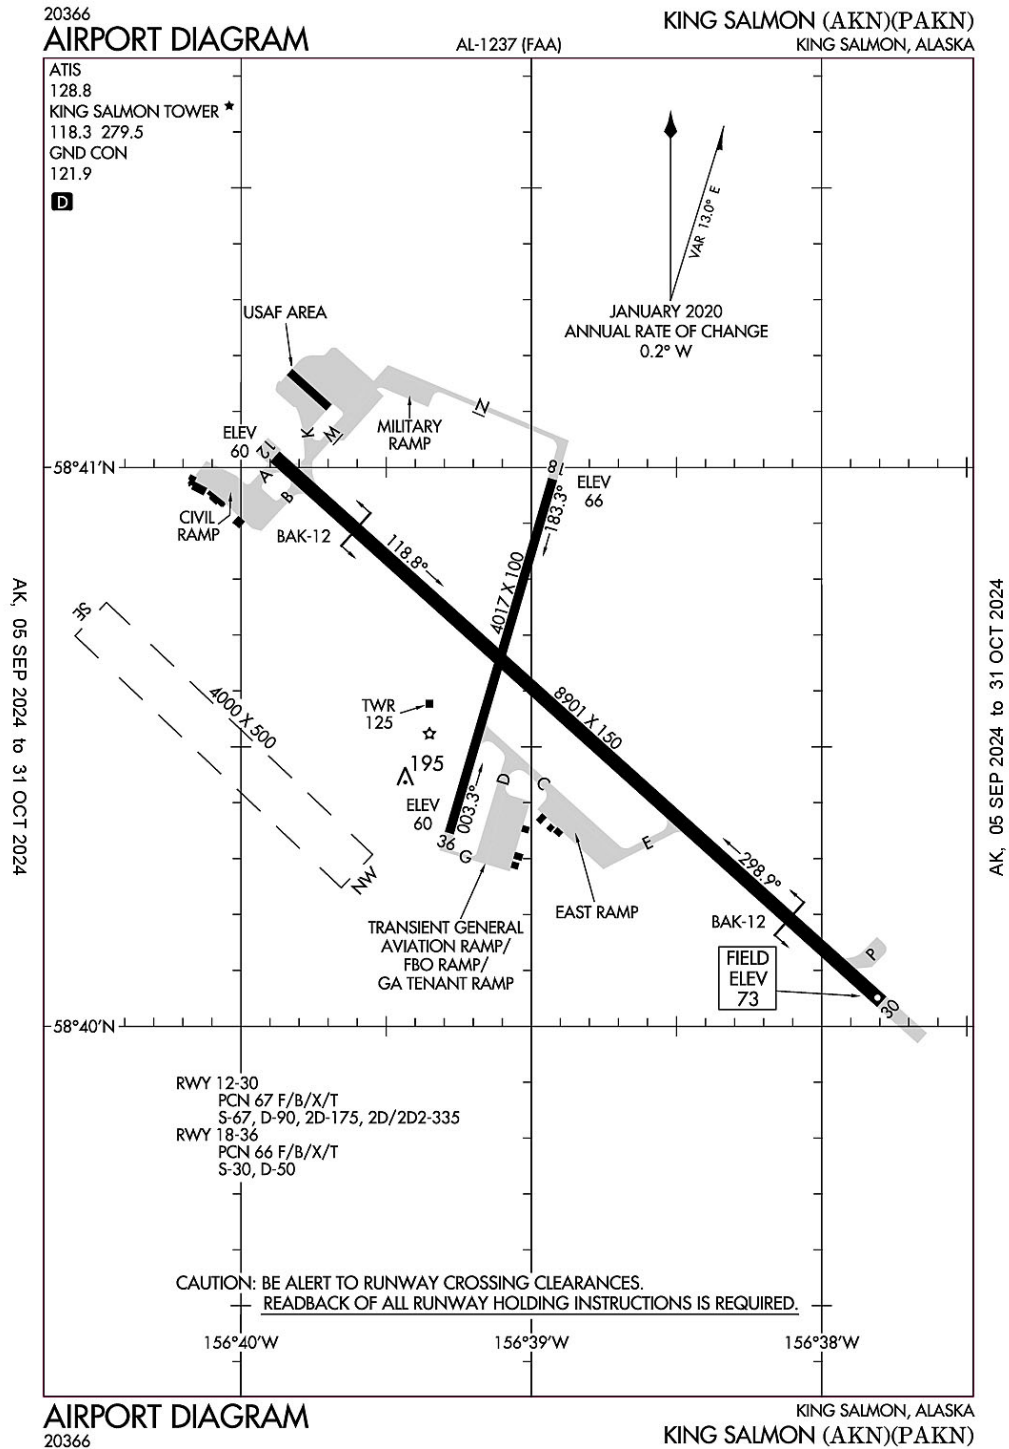 20366
AIRPORT DIAGRAM
AL-1237 (FAA)
KING SALMON (AKN)(PAKN)
KING SALMON, ALASKA
ATIS
128.8
KING SALMON TOWER
118.3 279.5
GND CON
121.9
D
VAR 13.0° E
JANUARY 2020
ANNUAL RATE OF CHANGE
0.2° W
USAF AREA
MILITARY
RAMP
N
K
M
ELEV
60
12
A
B
58°41'N
CIVIL
RAMP
BAK-12
118.8°
18
ELEV
66
183.3°
4017 X 100
SE
4000 X 500
NW
TWR
125
195
8901 X 150
ELEV
60
003.3°
36
G
D
C
E
EAST RAMP
TRANSIENT GENERAL
AVIATION RAMP/
FBO RAMP/
GA TENANT RAMP
298.9°
BAK-12
FIELD
ELEV
73
P
30
58°40'N
RWY 12-30
PCN 67 F/B/X/T
S-67, D-90, 2D-175, 2D/2D2-335
RWY 18-36
PCN 66 F/B/X/T
S-30, D-50
CAUTION: BE ALERT TO RUNWAY CROSSING CLEARANCES.
READBACK OF ALL RUNWAY HOLDING INSTRUCTIONS IS REQUIRED.
156°40'W
156°39'W
156°38'W
AK, 05 SEP 2024 to 31 OCT 2024
AK, 05 SEP 2024 to 31 OCT 2024
AIRPORT DIAGRAM
20366
KING SALMON, ALASKA
KING SALMON (AKN)(PAKN)